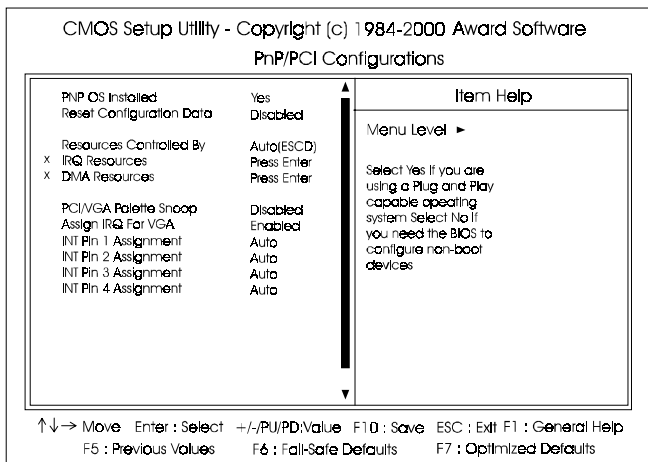 CMOS Setup Utility - Copyright (c) 1984-2000 Award Software
PnP/PCI Configurations
PNP OS Installed Yes
Reset Configuration Data Disabled
Resources Controlled By Auto(ESCD)
x IRQ Resources Press Enter
x DMA Resources Press Enter
PCI/VGA Palette Snoop Disabled
Assign IRQ For VGA Enabled
INT Pin 1 Assignment Auto
INT Pin 2 Assignment Auto
INT Pin 3 Assignment Auto
INT Pin 4 Assignment Auto
Item Help
Menu Level ►
Select Yes if you are
using a Plug and Play
capable opeating
system Select No if
you need the BIOS to
configure non-boot
devices
↑↓→ Move Enter : Select +/-/PU/PD:Value F10 : Save ESC : Exit F1 : General Help
F5 : Previous Values F6 : Fail-Safe Defaults F7 : Optimized Defaults